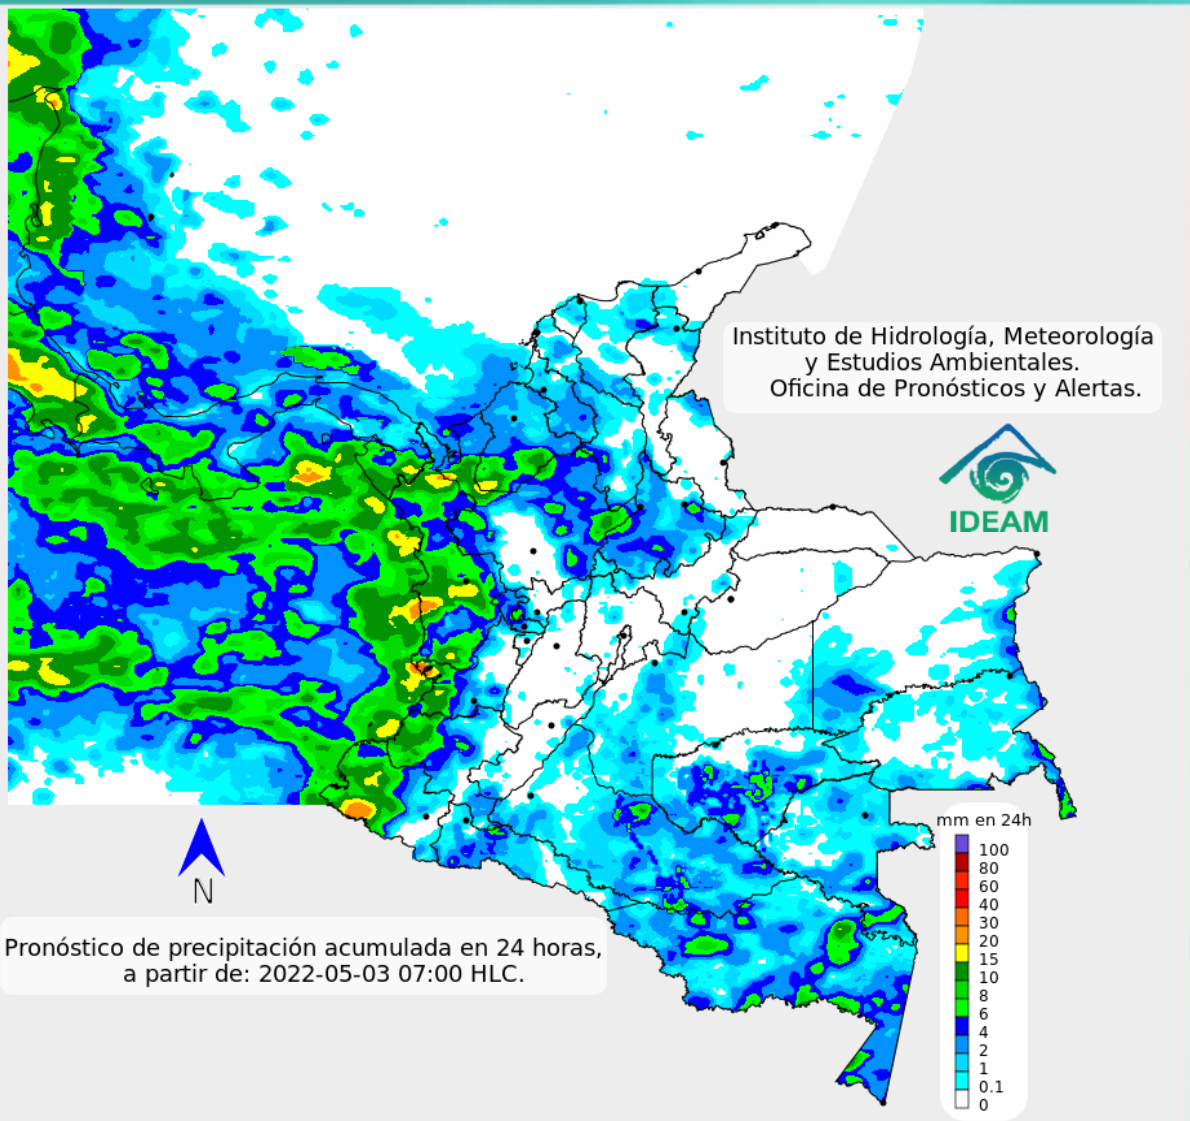 Instituto de Hidrología, Meteorología
y Estudios Ambientales.
Oficina de Pronósticos y Alertas.
IDEAM
mm en 24h
100
80
60
40
30
20
15
10
8
6
4
2
1
0.1
0
N
Pronóstico de precipitación acumulada en 24 horas,
a partir de: 2022-05-03 07:00 HLC.